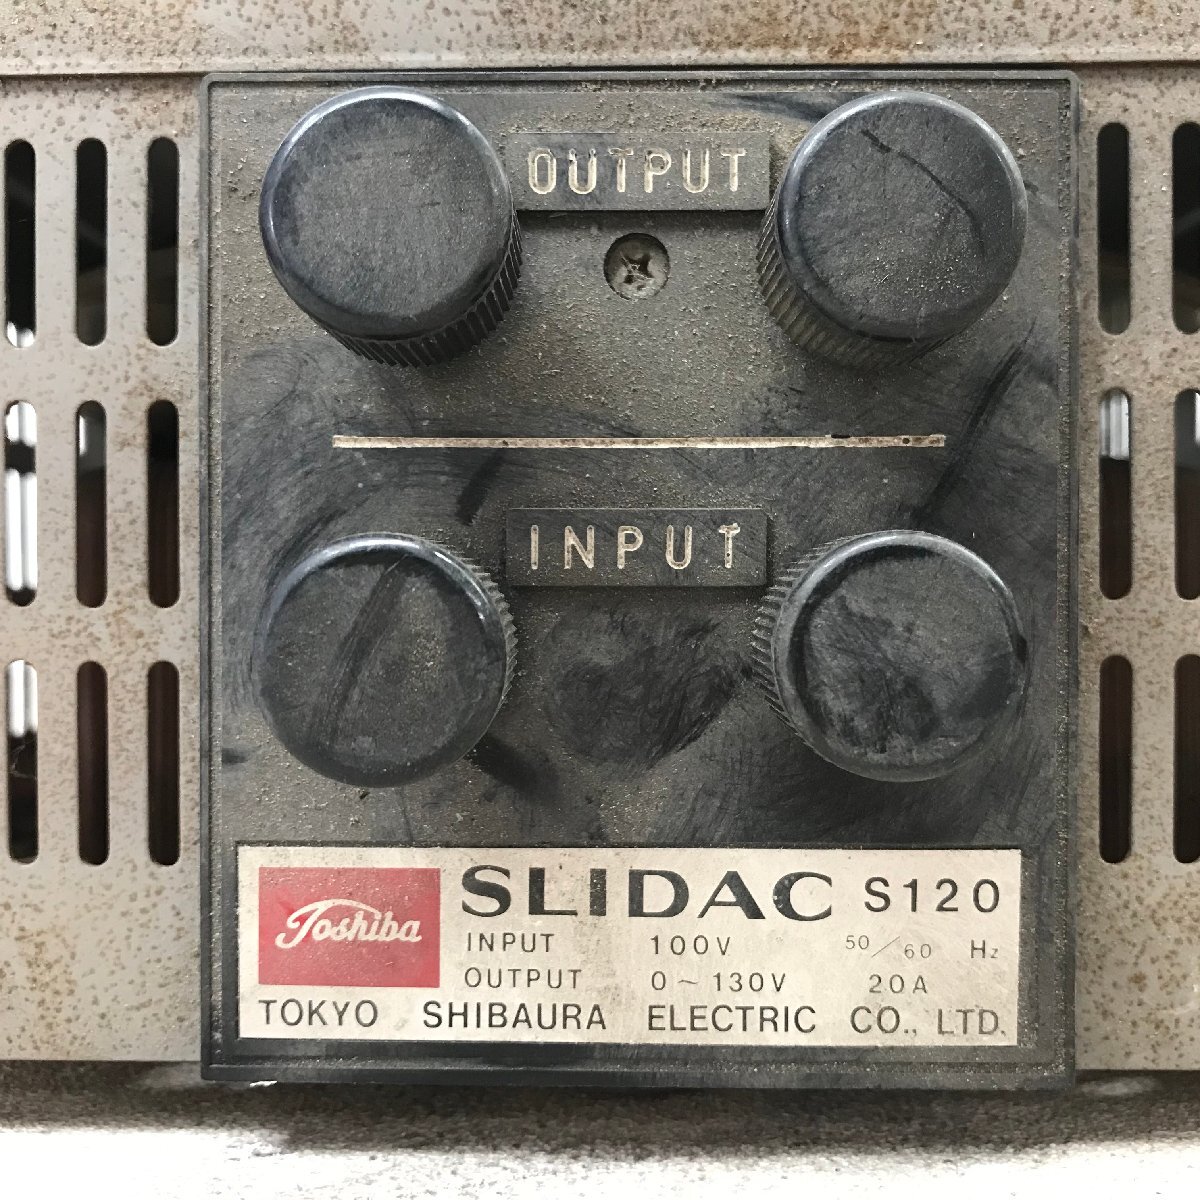 OUTPUT
INPUT
Toshiba
SLIDAC S120
INPUT 100V 50/60 Hz
OUTPUT 0~130V 20A
TOKYO SHIBAURA ELECTRIC CO., LTD.